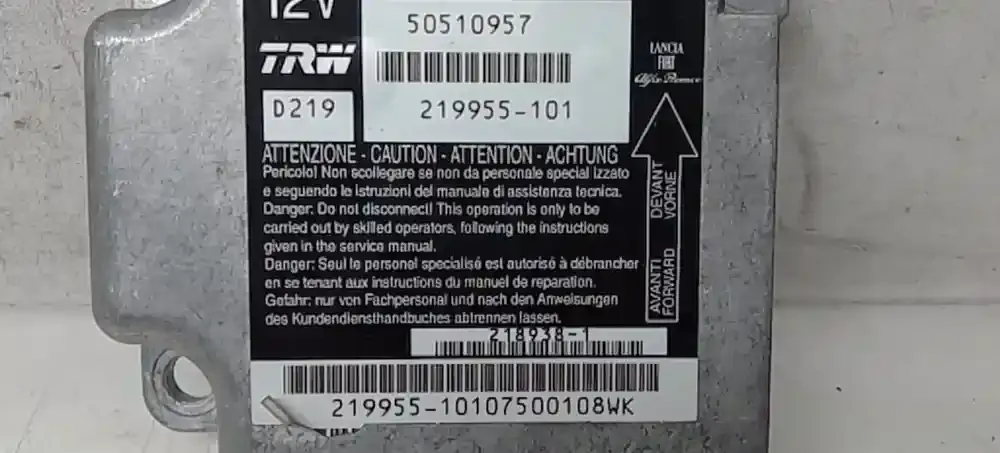 12V
50510957
TRW
D219
219955-101
LANCIA
FIAT
Alfa Romeo
ATTENZIONE - CAUTION - ATTENTION - ACHTUNG
Pericolo! Non scollegare se non da personale special izzato
e seguendo le istruzioni del manuale di assistenza tecnica.
Danger: Do not disconnect! This operation is only to be
carried out by skilled operators, following the instructions
given in the service manual.
Danger: Seul le personel specialisé est autorisé à débrancher
en se tenant aux instructions du manuel de reparation.
Gefahr: nur von Fachpersonal und nach den Anweisungen
des Kundendiensthandbuches abtrennen lassen.
AVANTI DEVANT
FORWARD VORNE
218938-1
219955-10107500108WK